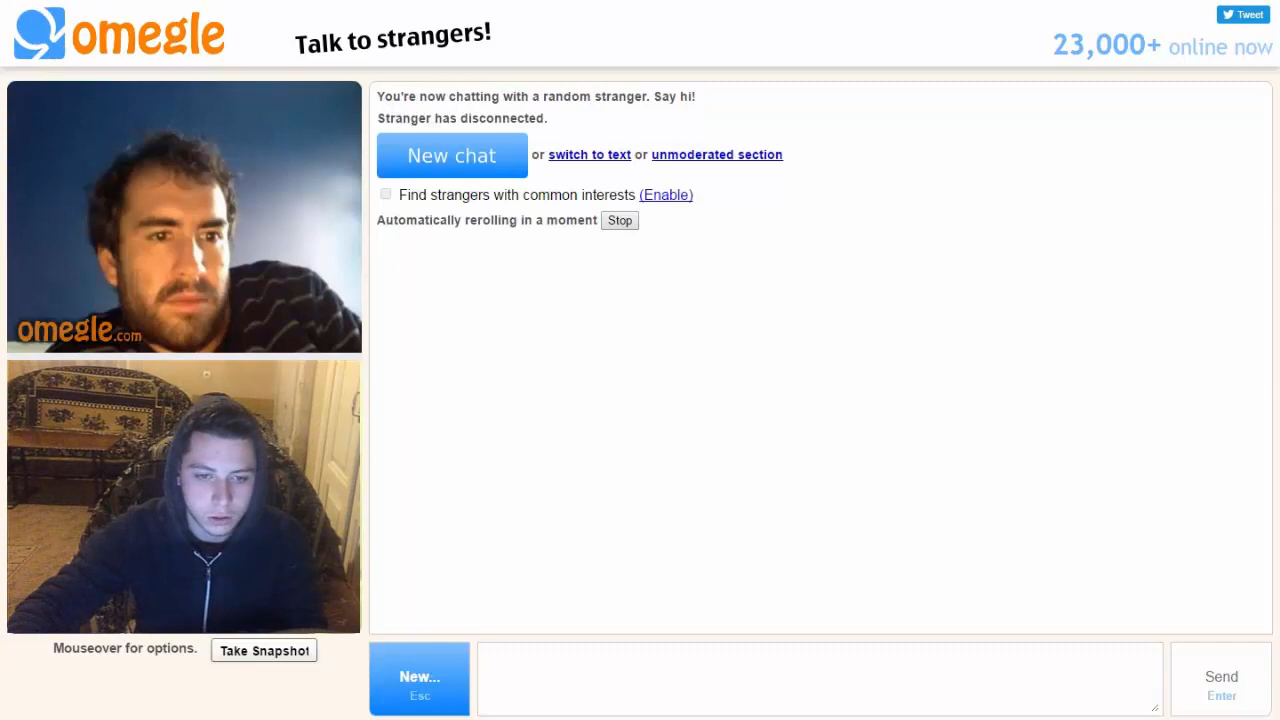 omegle
Talk to strangers!
Tweet
23,000+ online now
You're now chatting with a random stranger. Say hi!
Stranger has disconnected.
New chat or switch to text or unmoderated section
Find strangers with common interests (Enable)
Automatically rerolling in a moment Stop
omegle.com
Mouseover for options. Take Snapshot
New...
Esc
Send
Enter